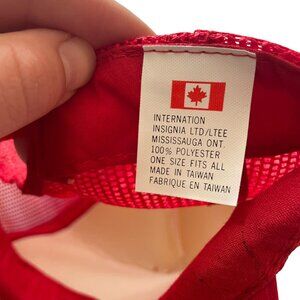 INTERNATION
INSIGNIA LTD/LTEE
MISSISSAUGA ONT.
100% POLYESTER
ONE SIZE FITS ALL
MADE IN TAIWAN
FABRIQUE EN TAIWAN